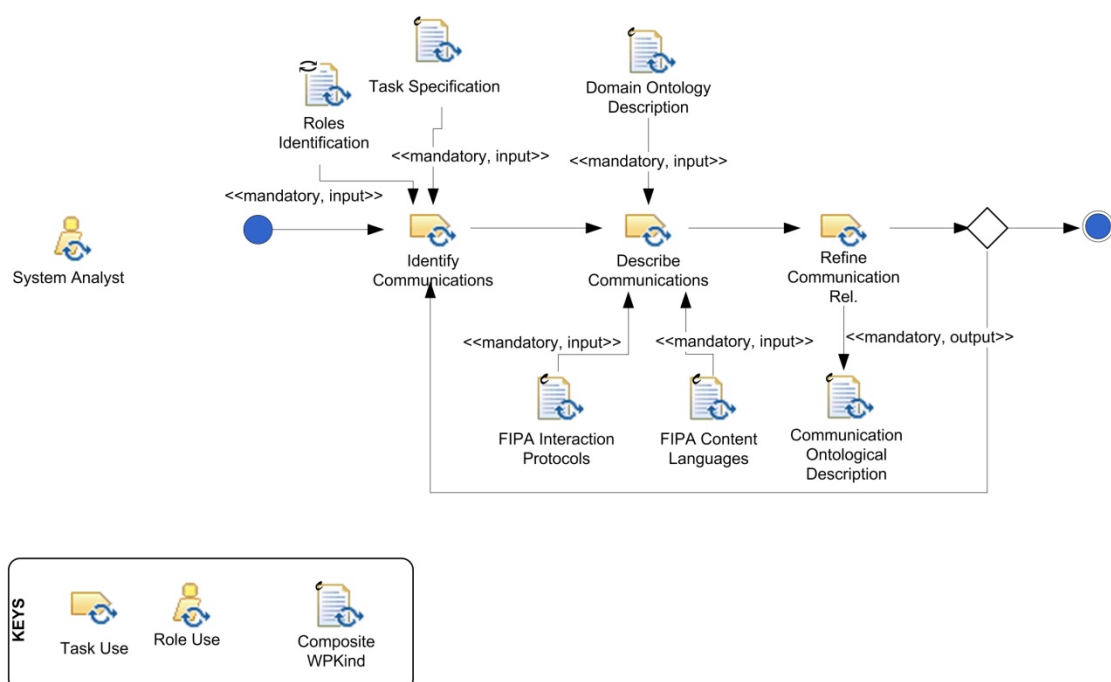 Task Specification
Domain Ontology
Description
Roles
Identification
<<mandatory, input>>
<<mandatory, input>>
<<mandatory, input>>
System Analyst
Identify
Communications
Describe
Communications
Refine
Communication
Rel.
<<mandatory, input>>
<<mandatory, input>>
<<mandatory, output>>
FIPA Interaction
Protocols
FIPA Content
Languages
Communication
Ontological
Description
KEYS
Task Use
Role Use
Composite
WPKind